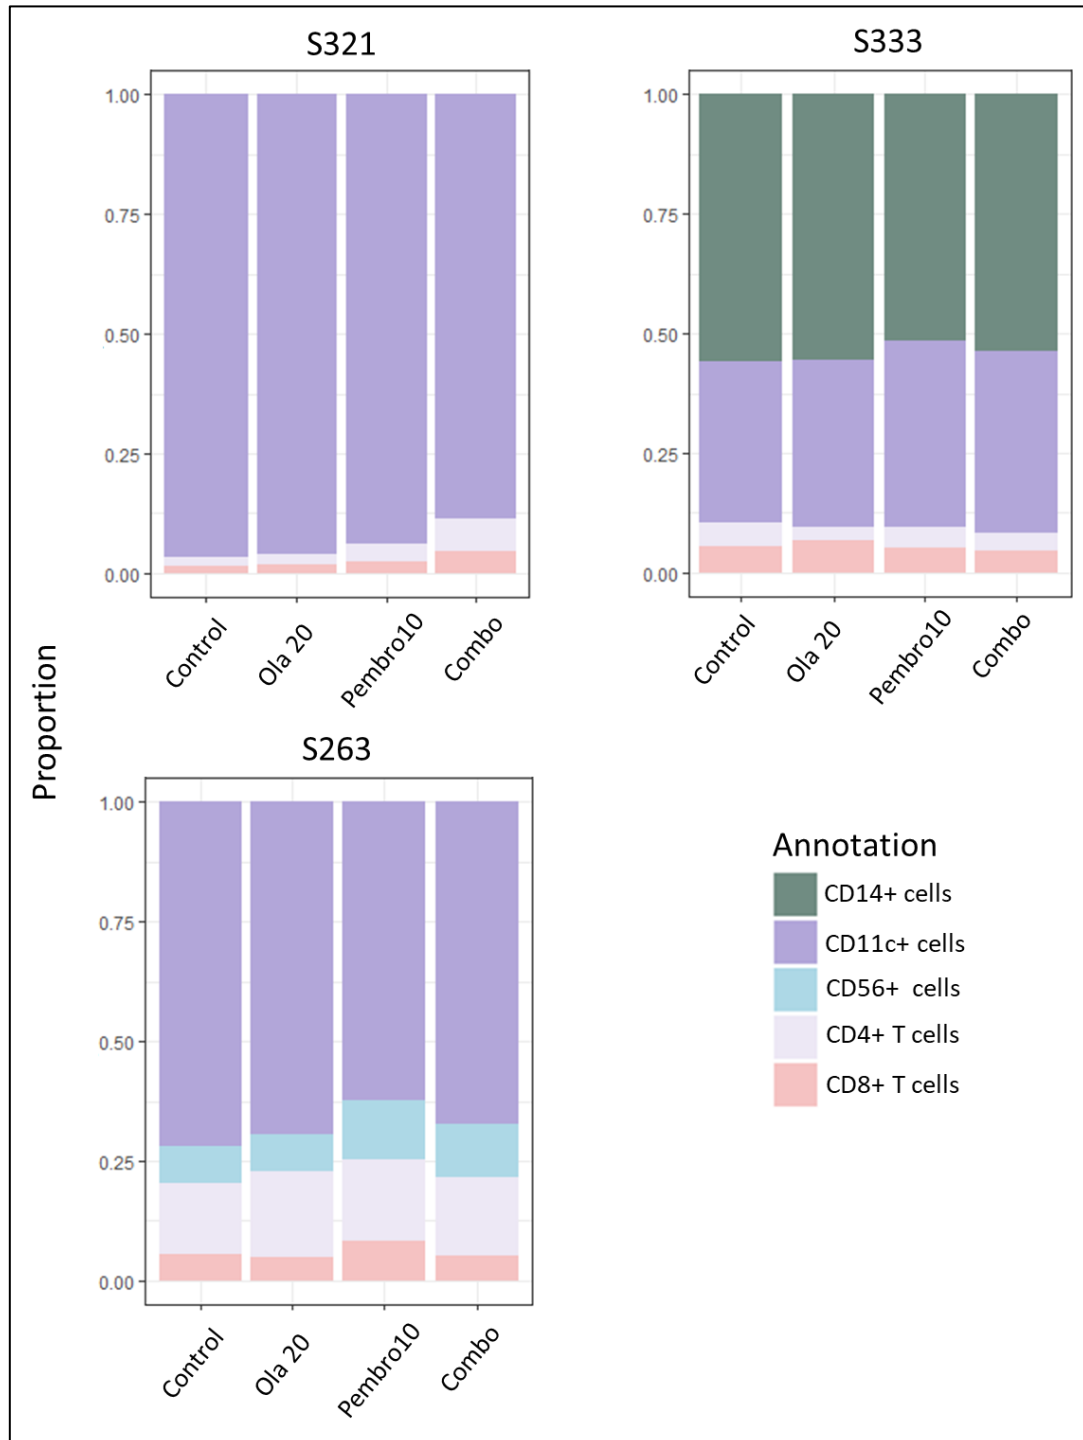 S321
1.00
0.75
0.50
0.25
0.00
Control
Ola 20
Pembro10
Combo
S333
1.00
0.75
0.50
0.25
0.00
Control
Ola 20
Pembro10
Combo
Proportion
S263
1.00
0.75
0.50
0.25
0.00
Control
Ola 20
Pembro10
Combo
Annotation
CD14+ cells
CD11c+ cells
CD56+ cells
CD4+ T cells
CD8+ T cells